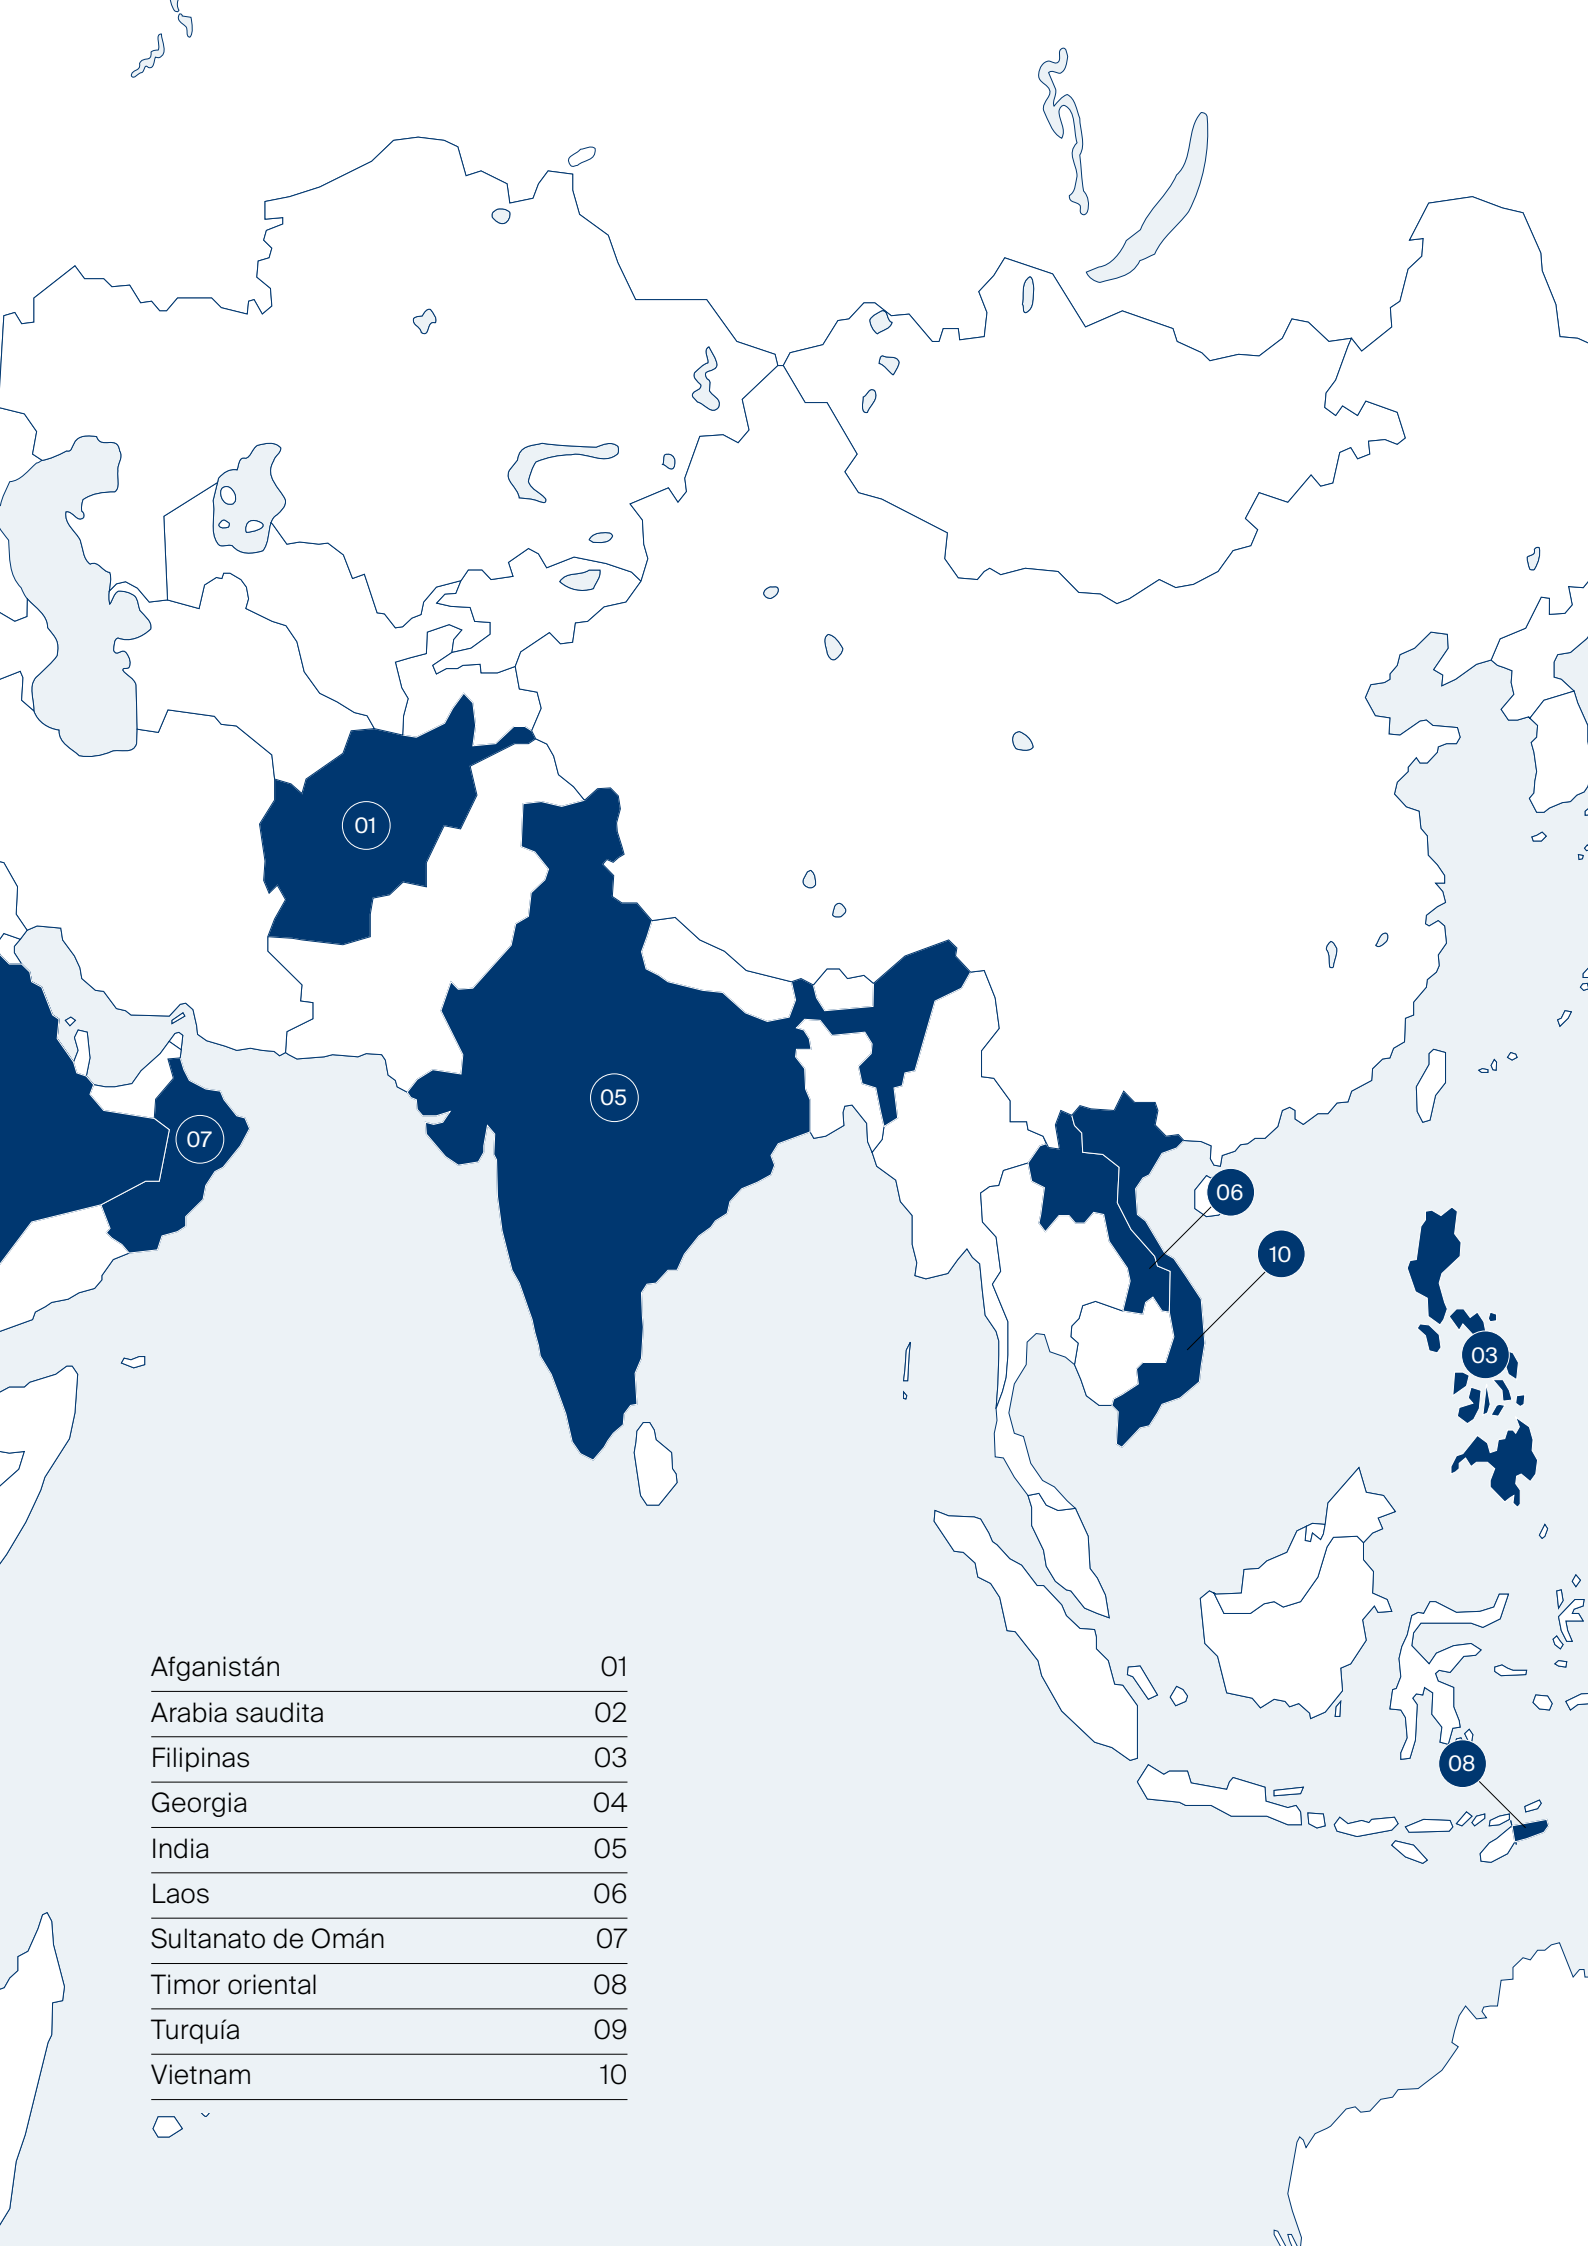 01
05
07
06
10
03
08
Afganistán 01
Arabia saudita 02
Filipinas 03
Georgia 04
India 05
Laos 06
Sultanato de Omán 07
Timor oriental 08
Turquía 09
Vietnam 10